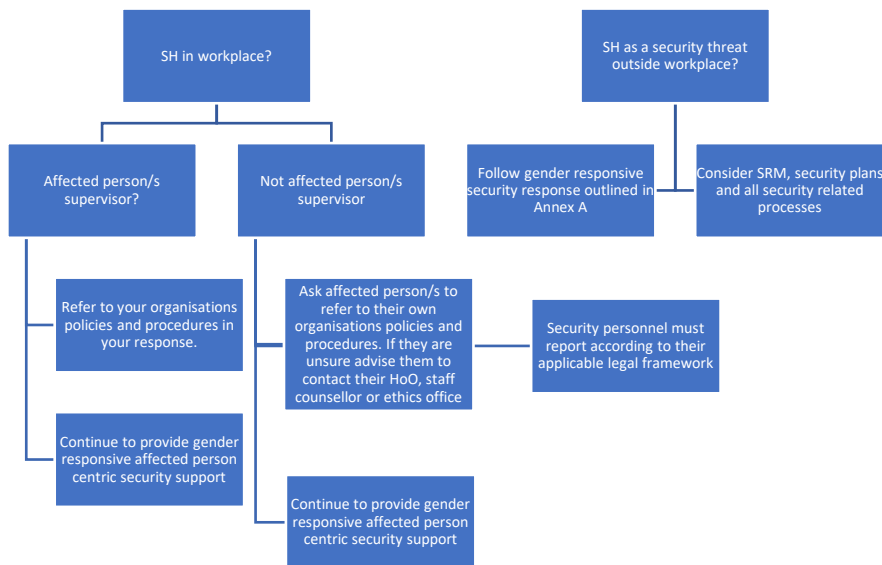 SH in workplace?
SH as a security threat
outside workplace?
Affected person/s
supervisor?
Not affected person/s
supervisor
Follow gender responsive
security response outlined in
Annex A
Consider SRM, security plans
and all security related
processes
Refer to your organisations
policies and procedures in
your response.
Ask affected person/s to
refer to their own
organisations policies and
procedures. If they are
unsure advise them to
contact their HoO, staff
counsellor or ethics office
Security personnel must
report according to their
applicable legal framework
Continue to provide gender
responsive affected person
centric security support
Continue to provide gender
responsive affected person
centric security support